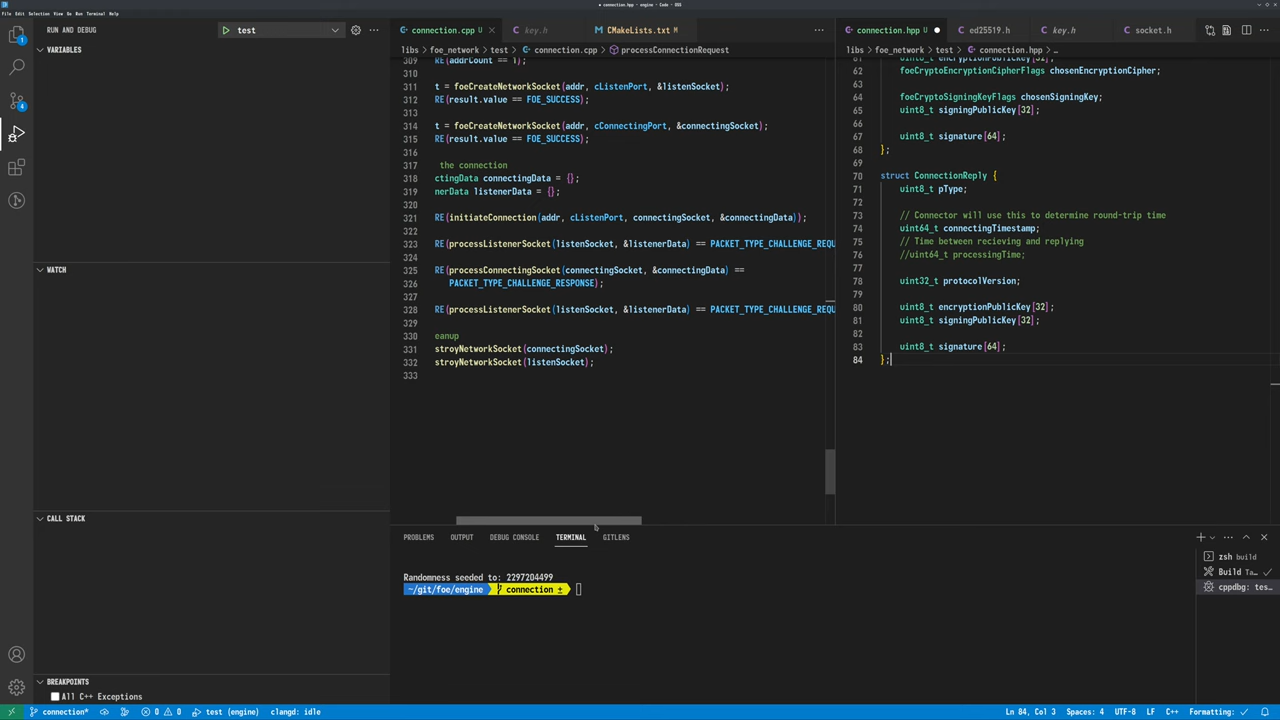 • connection.hpp - engine - Code - OSS
File Edit Selection View Go Run Terminal Help
RUN AND DEBUG
test
VARIABLES
WATCH
CALL STACK
BREAKPOINTS
All C++ Exceptions
connection.cpp U
key.h
CMakeLists.txt M
libs > foe_network > test > connection.cpp > processConnectionRequest
309 RE(addrCount == 1);
310
311 t = foeCreateNetworkSocket(addr, cListenPort, &listenSocket);
312 RE(result.value == FOE_SUCCESS);
313
314 t = foeCreateNetworkSocket(addr, cConnectingPort, &connectingSocket);
315 RE(result.value == FOE_SUCCESS);
316
317 the connection
318 ctingData connectingData = {};
319 nerData listenerData = {};
320
321 RE(initiateConnection(addr, cListenPort, connectingSocket, &connectingData));
322
323 RE(processListenerSocket(listenSocket, &listenerData) == PACKET_TYPE_CHALLENGE_REQU
324
325 RE(processConnectingSocket(connectingSocket, &connectingData) ==
326 PACKET_TYPE_CHALLENGE_RESPONSE);
327
328 RE(processListenerSocket(listenSocket, &listenerData) == PACKET_TYPE_CHALLENGE_REQU
329
330 eanup
331 stroyNetworkSocket(connectingSocket);
332 stroyNetworkSocket(listenSocket);
333
connection.hpp U
ed25519.h
key.h
socket.h
libs > foe_network > test > connection.hpp > …
61 uint8_t encryptionPublicKey[32];
62 foeCryptoEncryptionCipherFlags chosenEncryptionCipher;
63
64 foeCryptoSigningKeyFlags chosenSigningKey;
65 uint8_t signingPublicKey[32];
66
67 uint8_t signature[64];
68 };
69
70 struct ConnectionReply {
71 uint8_t pType;
72
73 // Connector will use this to determine round-trip time
74 uint64_t connectingTimestamp;
75 // Time between recieving and replying
76 //uint64_t processingTime;
77
78 uint32_t protocolVersion;
79
80 uint8_t encryptionPublicKey[32];
81 uint8_t signingPublicKey[32];
82
83 uint8_t signature[64];
84 };
PROBLEMS
OUTPUT
DEBUG CONSOLE
TERMINAL
GITLENS
Randomness seeded to: 2297204499
~/git/foe/engine connection ±
zsh build
Build Ta…
cppdbg: tes…
connection*
0 0
test (engine)
clangd: idle
Ln 84, Col 3
Spaces: 4
UTF-8
LF
C++
Formatting: ✓